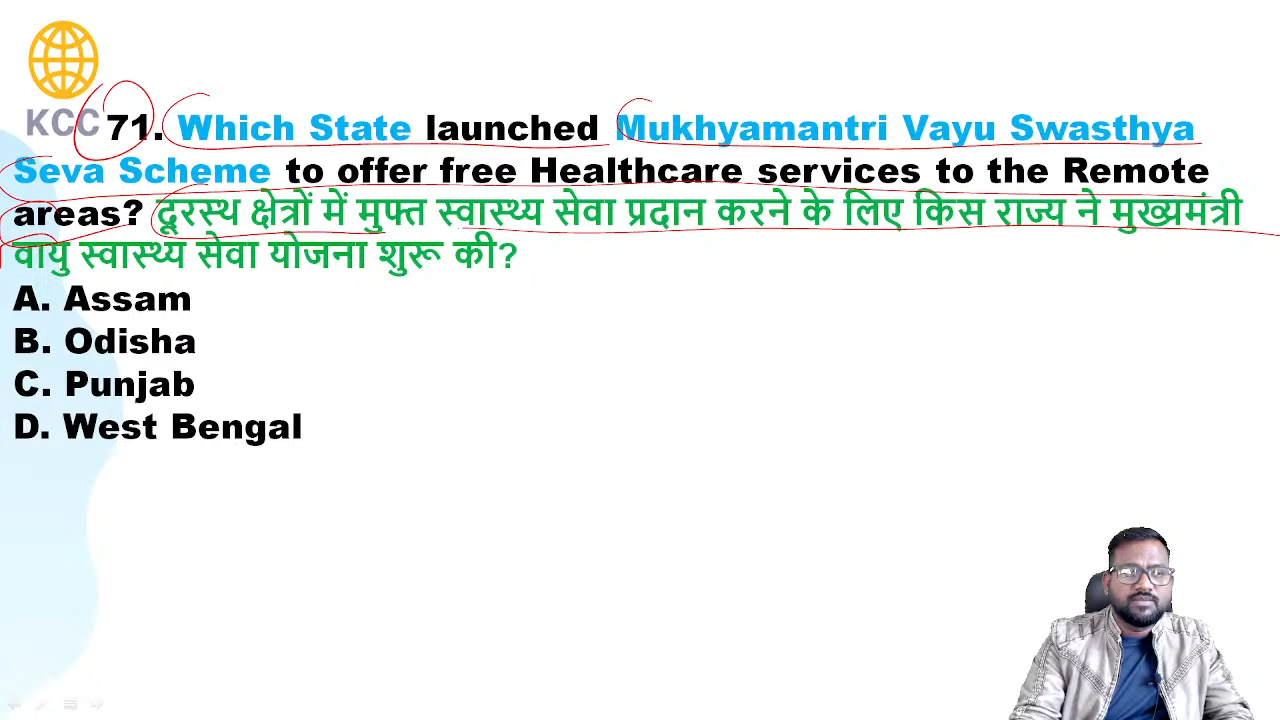 KCC
71. Which State launched Mukhyamantri Vayu Swasthya
Seva Scheme to offer free Healthcare services to the Remote
areas? दूरस्थ क्षेत्रों में मुफ्त स्वास्थ्य सेवा प्रदान करने के लिए किस राज्य ने मुख्यमंत्री
वायु स्वास्थ्य सेवा योजना शुरू की?
A. Assam
B. Odisha
C. Punjab
D. West Bengal